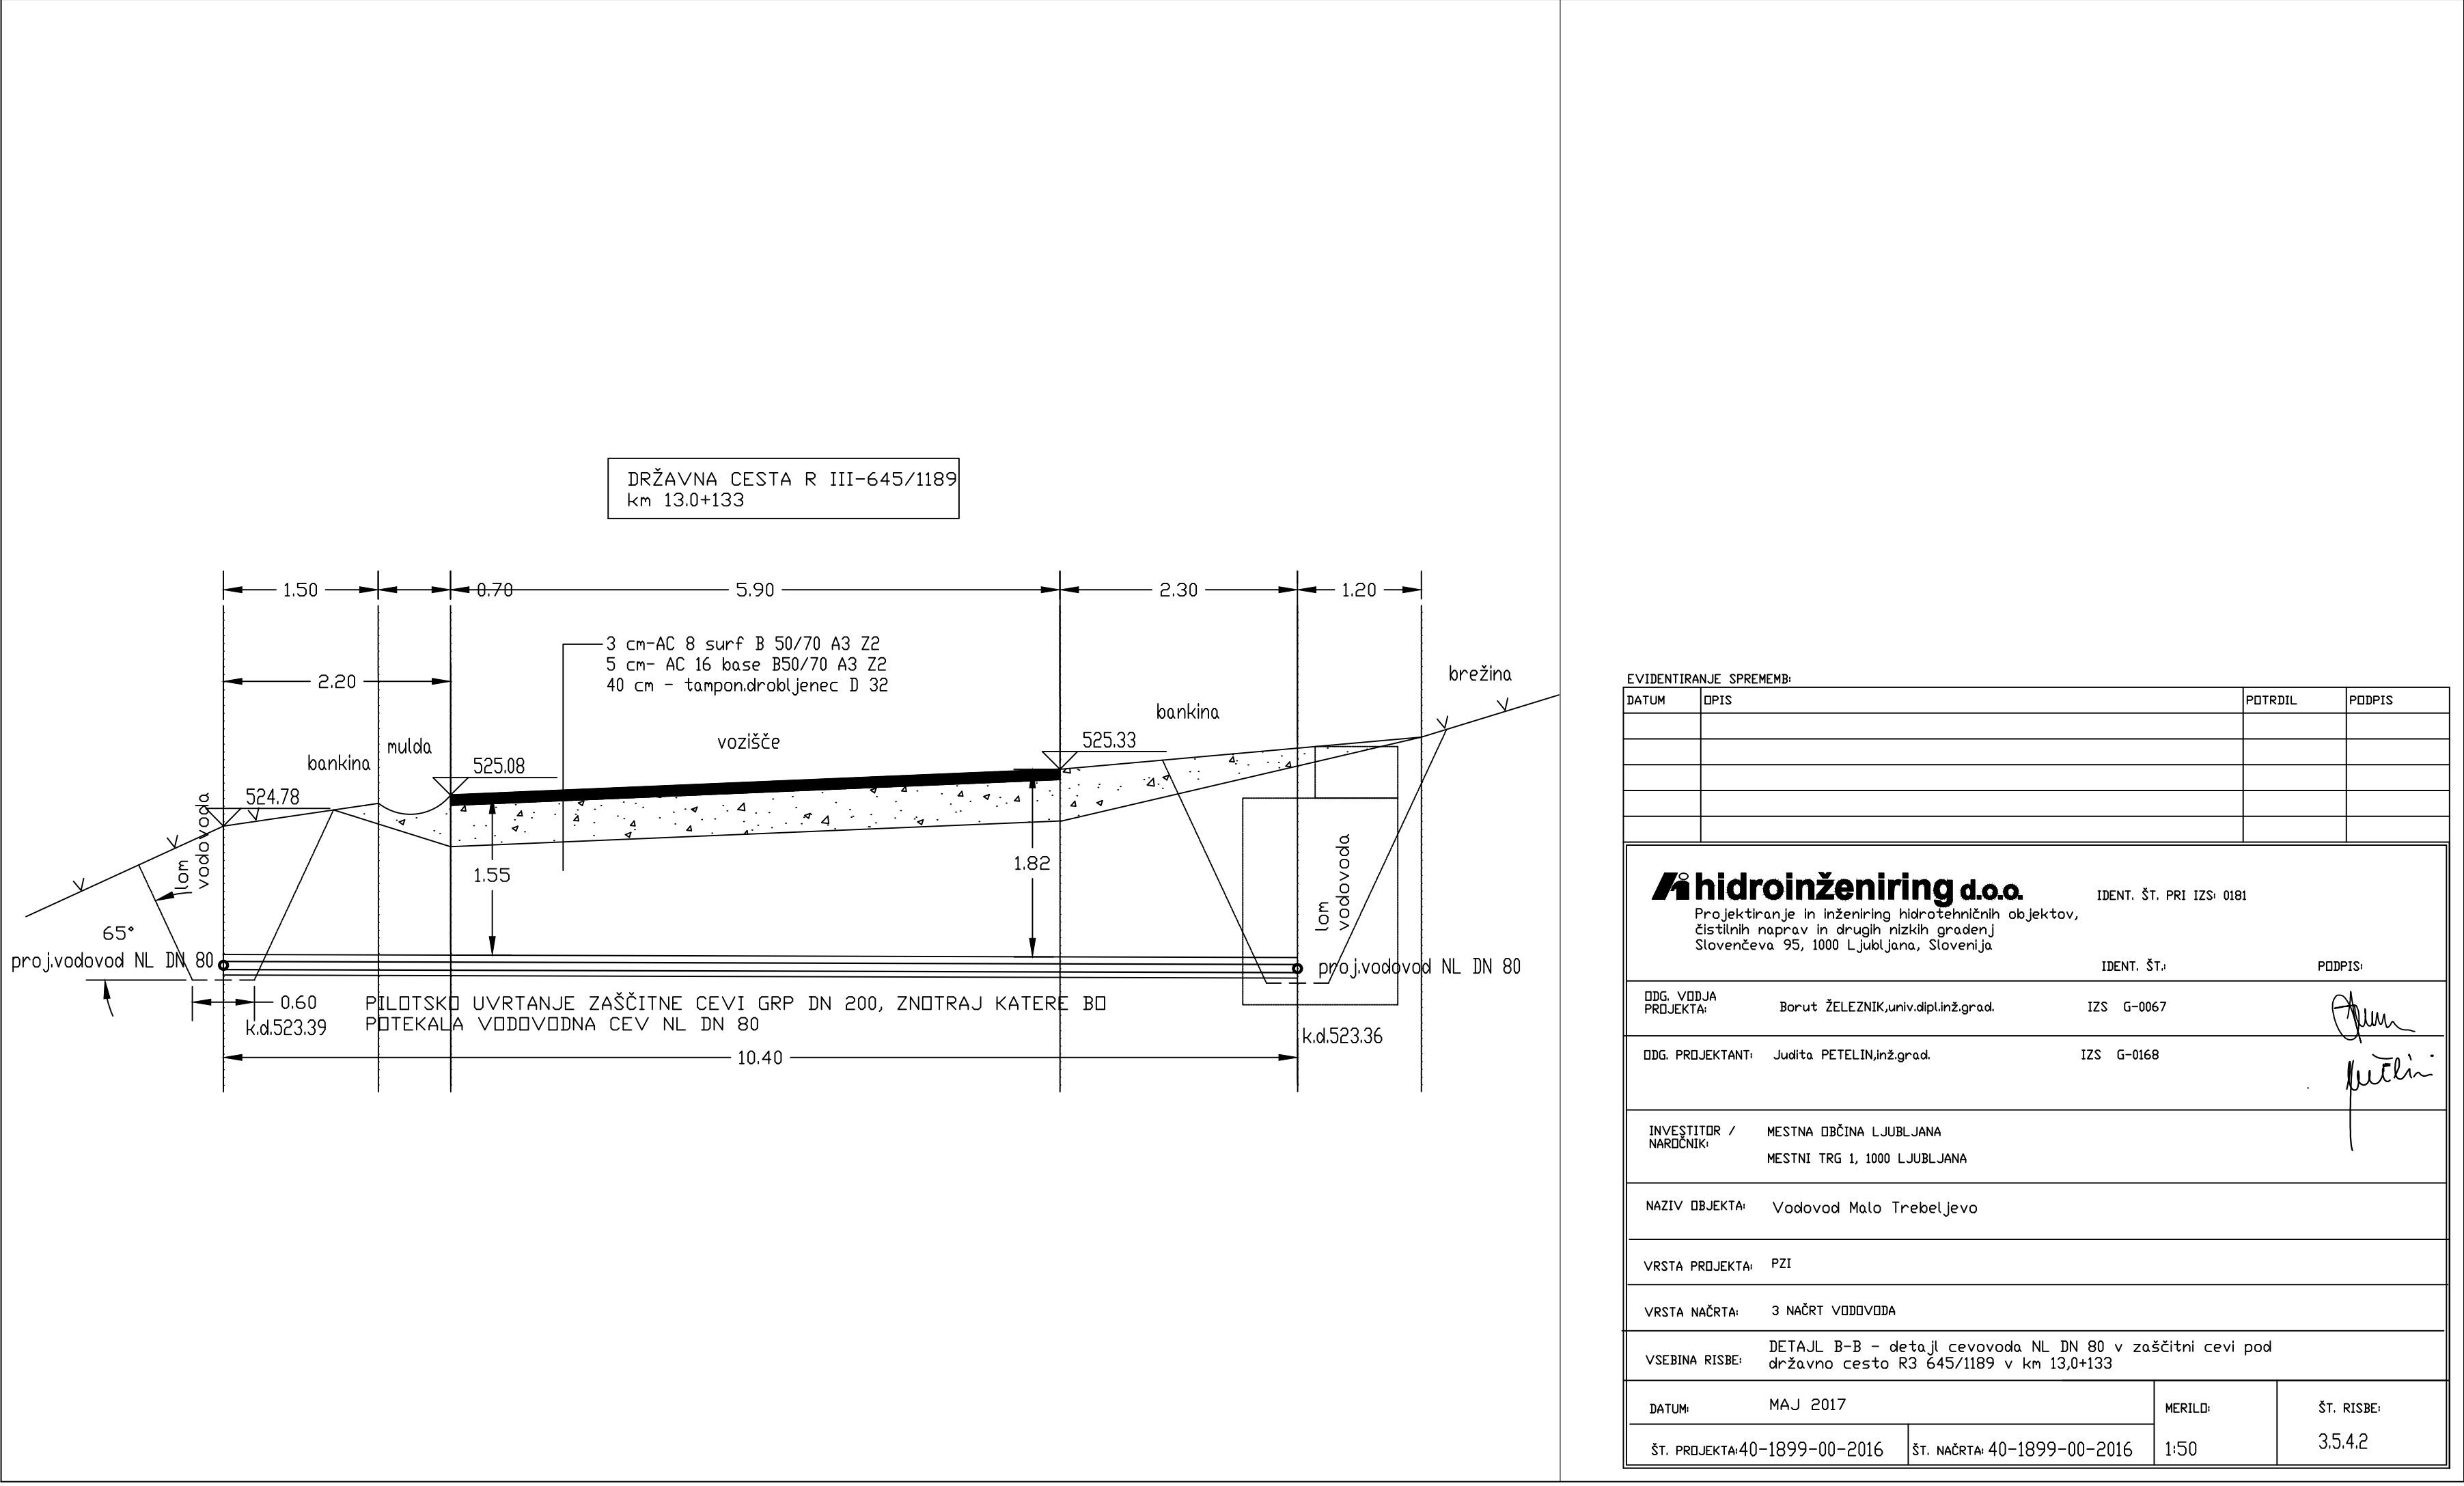 DRŽAVNA CESTA R III-645/1189
km 13.0+133
1.50
0.70
5.90
2.30
1.20
3 cm-AC 8 surf B 50/70 A3 Z2
5 cm- AC 16 base B50/70 A3 Z2
40 cm - tampon.drobljenec D 32
2.20
brežina
bankina
vozišče
525.33
mulda
bankina
525.08
524.78
lom
vodovoda
1.55
1.82
lom
vodovoda
65°
proj.vodovod NL DN 80
proj.vodovod NL DN 80
0.60
k.d.523.39
PILOTSKO UVRTANJE ZAŠČITNE CEVI GRP DN 200, ZNOTRAJ KATERE BO
POTEKALA VODOVODNA CEV NL DN 80
k.d.523.36
10.40
EVIDENTIRANJE SPREMEMB:
DATUM OPIS POTRDIL PODPIS
hidroinženiring d.o.o. IDENT. ŠT. PRI IZS: 0181
Projektiranje in inženiring hidrotehničnih objektov,
čistilnih naprav in drugih nizkih gradenj
Slovenčeva 95, 1000 Ljubljana, Slovenija
IDENT. ŠT.: PODPIS:
ODG. VODJA
PROJEKTA: Borut ŽELEZNIK,univ.dipl.inž.grad. IZS G-0067
ODG. PROJEKTANT: Judita PETELIN,inž.grad. IZS G-0168
INVESTITOR /
NAROČNIK:
MESTNA OBČINA LJUBLJANA
MESTNI TRG 1, 1000 LJUBLJANA
NAZIV OBJEKTA: Vodovod Malo Trebeljevo
VRSTA PROJEKTA: PZI
VRSTA NAČRTA: 3 NAČRT VODOVODA
VSEBINA RISBE: DETAJL B-B - detajl cevovoda NL DN 80 v zaščitni cevi pod
državno cesto R3 645/1189 v km 13,0+133
DATUM: MAJ 2017
MERILO: ŠT. RISBE:
ŠT. PROJEKTA: 40-1899-00-2016 ŠT. NAČRTA: 40-1899-00-2016 1:50 3.5.4.2